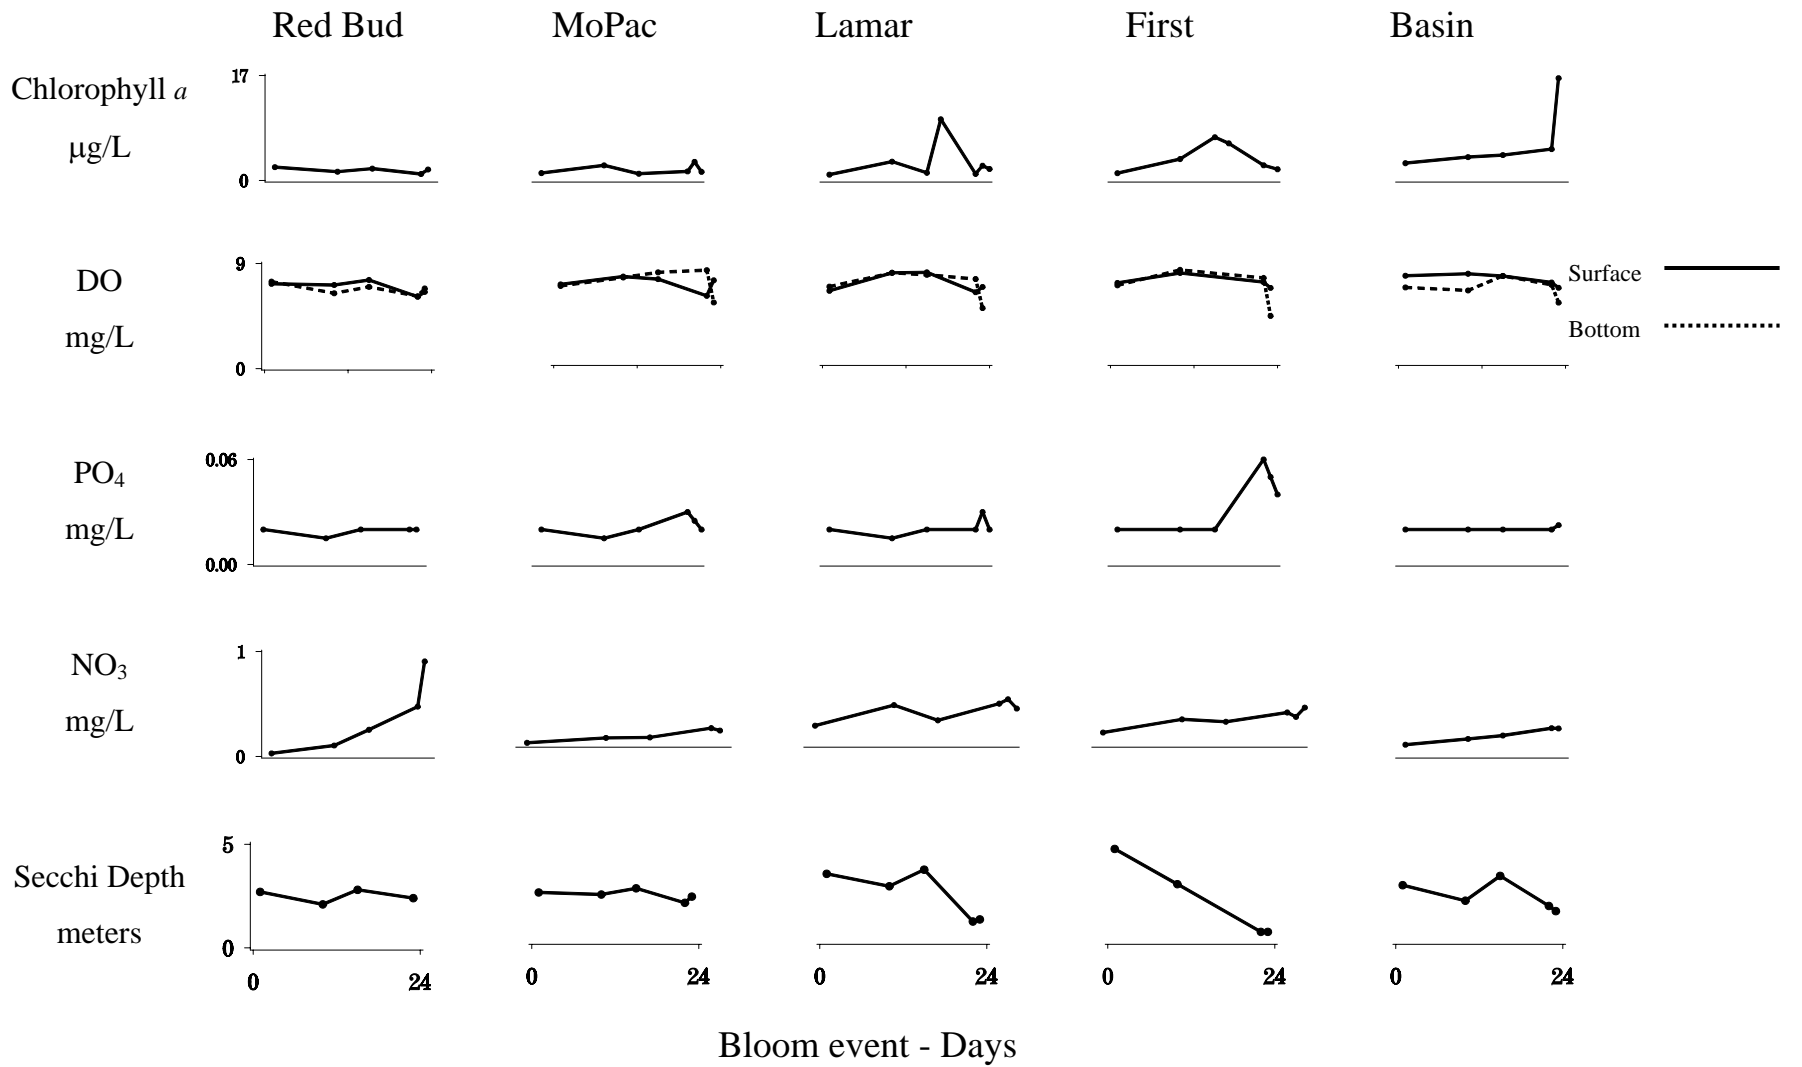 Red Bud MoPac Lamar First Basin
Chlorophyll a
µg/L
17
0
DO
mg/L
9
0
Surface
Bottom
PO4
mg/L
0.06
0.00
NO3
mg/L
1
0
Secchi Depth
meters
5
0
0 24 0 24 0 24 0 24 0 24
Bloom event - Days